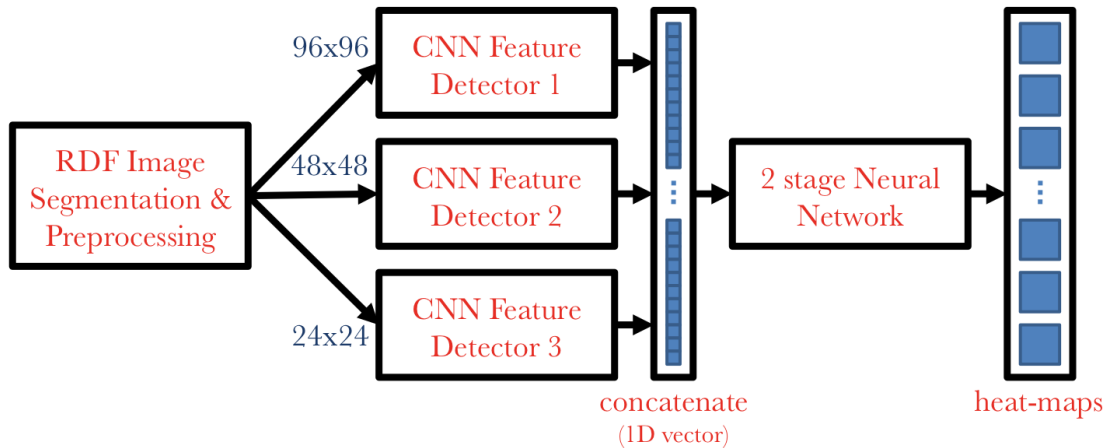 RDF Image
Segmentation &
Preprocessing
96x96
48x48
24x24
CNN Feature
Detector 1
CNN Feature
Detector 2
CNN Feature
Detector 3
...
concatenate
(1D vector)
2 stage Neural
Network
...
heat-maps